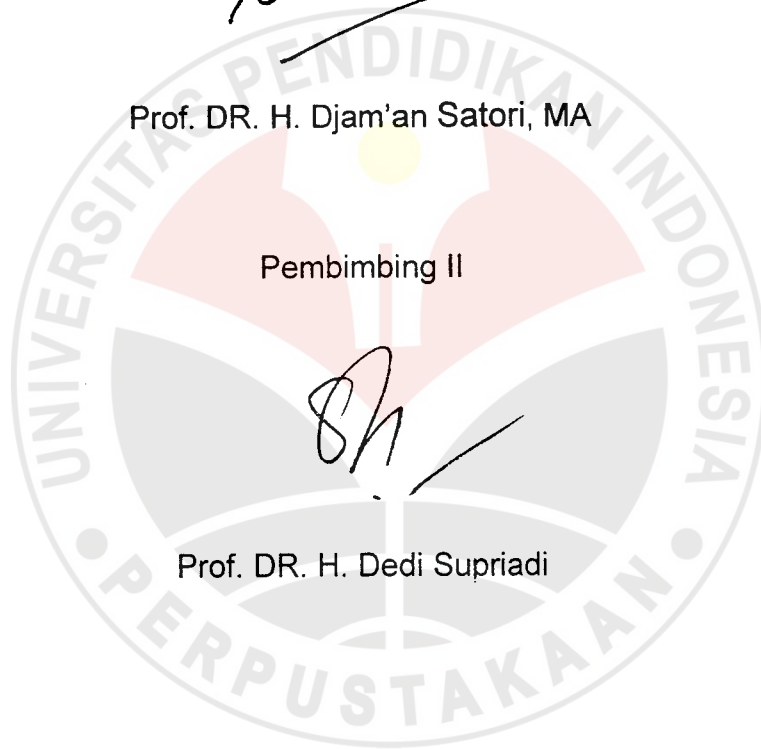 Prof. DR. H. Djam'an Satori, MA
Pembimbing II
Prof. DR. H. Dedi Supriadi
UNIVERSITAS PENDIDIKAN INDONESIA
PERPUSTAKAAN